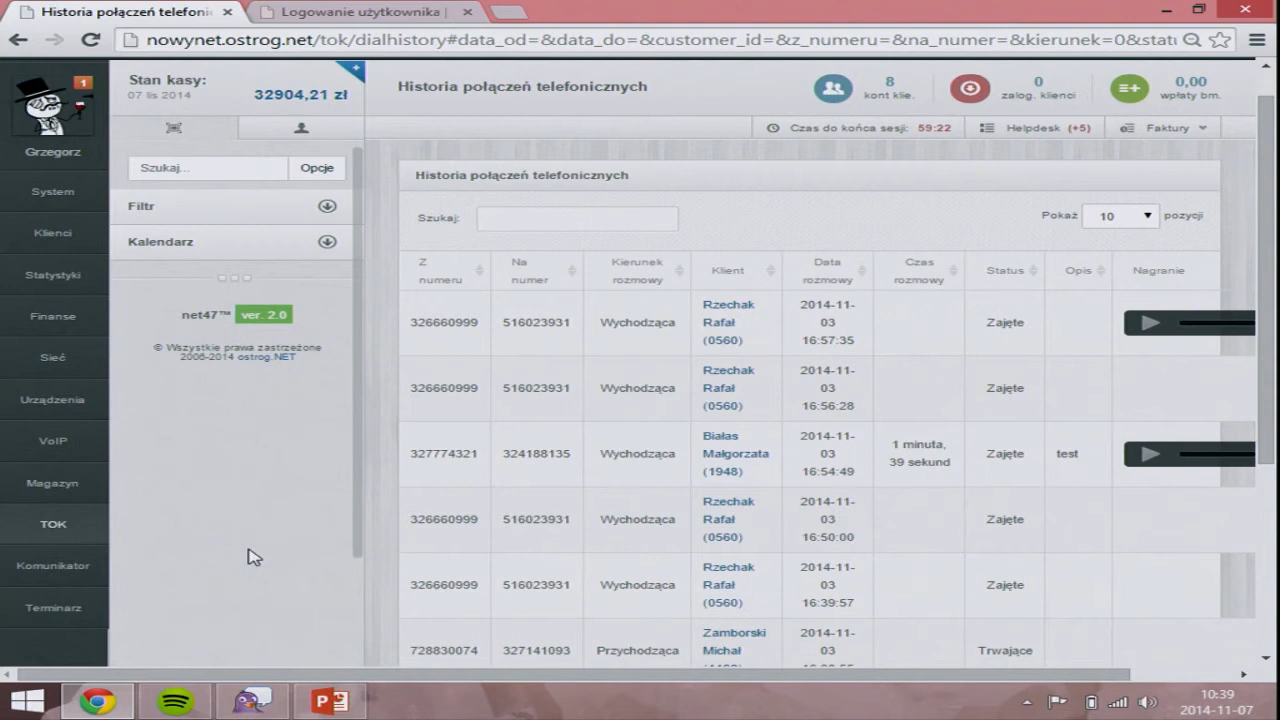 Historia połączeń telefoni
Logowanie użytkownika |
nowynet.ostrog.net/tok/dialhistory#data_od=&data_do=&customer_id=&z_numeru=&na_numer=&kierunek=0&statu
1
Grzegorz
System
Klienci
Statystyki
Finanse
Sieć
Urządzenia
VoIP
Magazyn
TOK
Komunikator
Terminarz
Stan kasy:
07 lis 2014
32904,21 zł
Szukaj...
Opcje
Filtr
Kalendarz
net47™ ver. 2.0
© Wszystkie prawa zastrzeżone
2006-2014 ostrog.NET
Historia połączeń telefonicznych
8
kont klie.
0
zalog. klienci
0,00
wpłaty bm.
Czas do końca sesji: 59:22
Helpdesk (+5)
Faktury
Historia połączeń telefonicznych
Szukaj:
Pokaż 10 pozycji
Z numeru
Na numer
Kierunek rozmowy
Klient
Data rozmowy
Czas rozmowy
Status
Opis
Nagranie
326660999 516023931 Wychodząca Rzechak Rafał (0560) 2014-11-03 16:57:35 Zajęte
326660999 516023931 Wychodząca Rzechak Rafał (0560) 2014-11-03 16:56:28 Zajęte
327774321 324188135 Wychodząca Białas Małgorzata (1948) 2014-11-03 16:54:49 1 minuta, 39 sekund Zajęte test
326660999 516023931 Wychodząca Rzechak Rafał (0560) 2014-11-03 16:50:00 Zajęte
326660999 516023931 Wychodząca Rzechak Rafał (0560) 2014-11-03 16:39:57 Zajęte
728830074 327141093 Przychodząca Zamborski Michał 2014-11-03 Trwające
10:39
2014-11-07